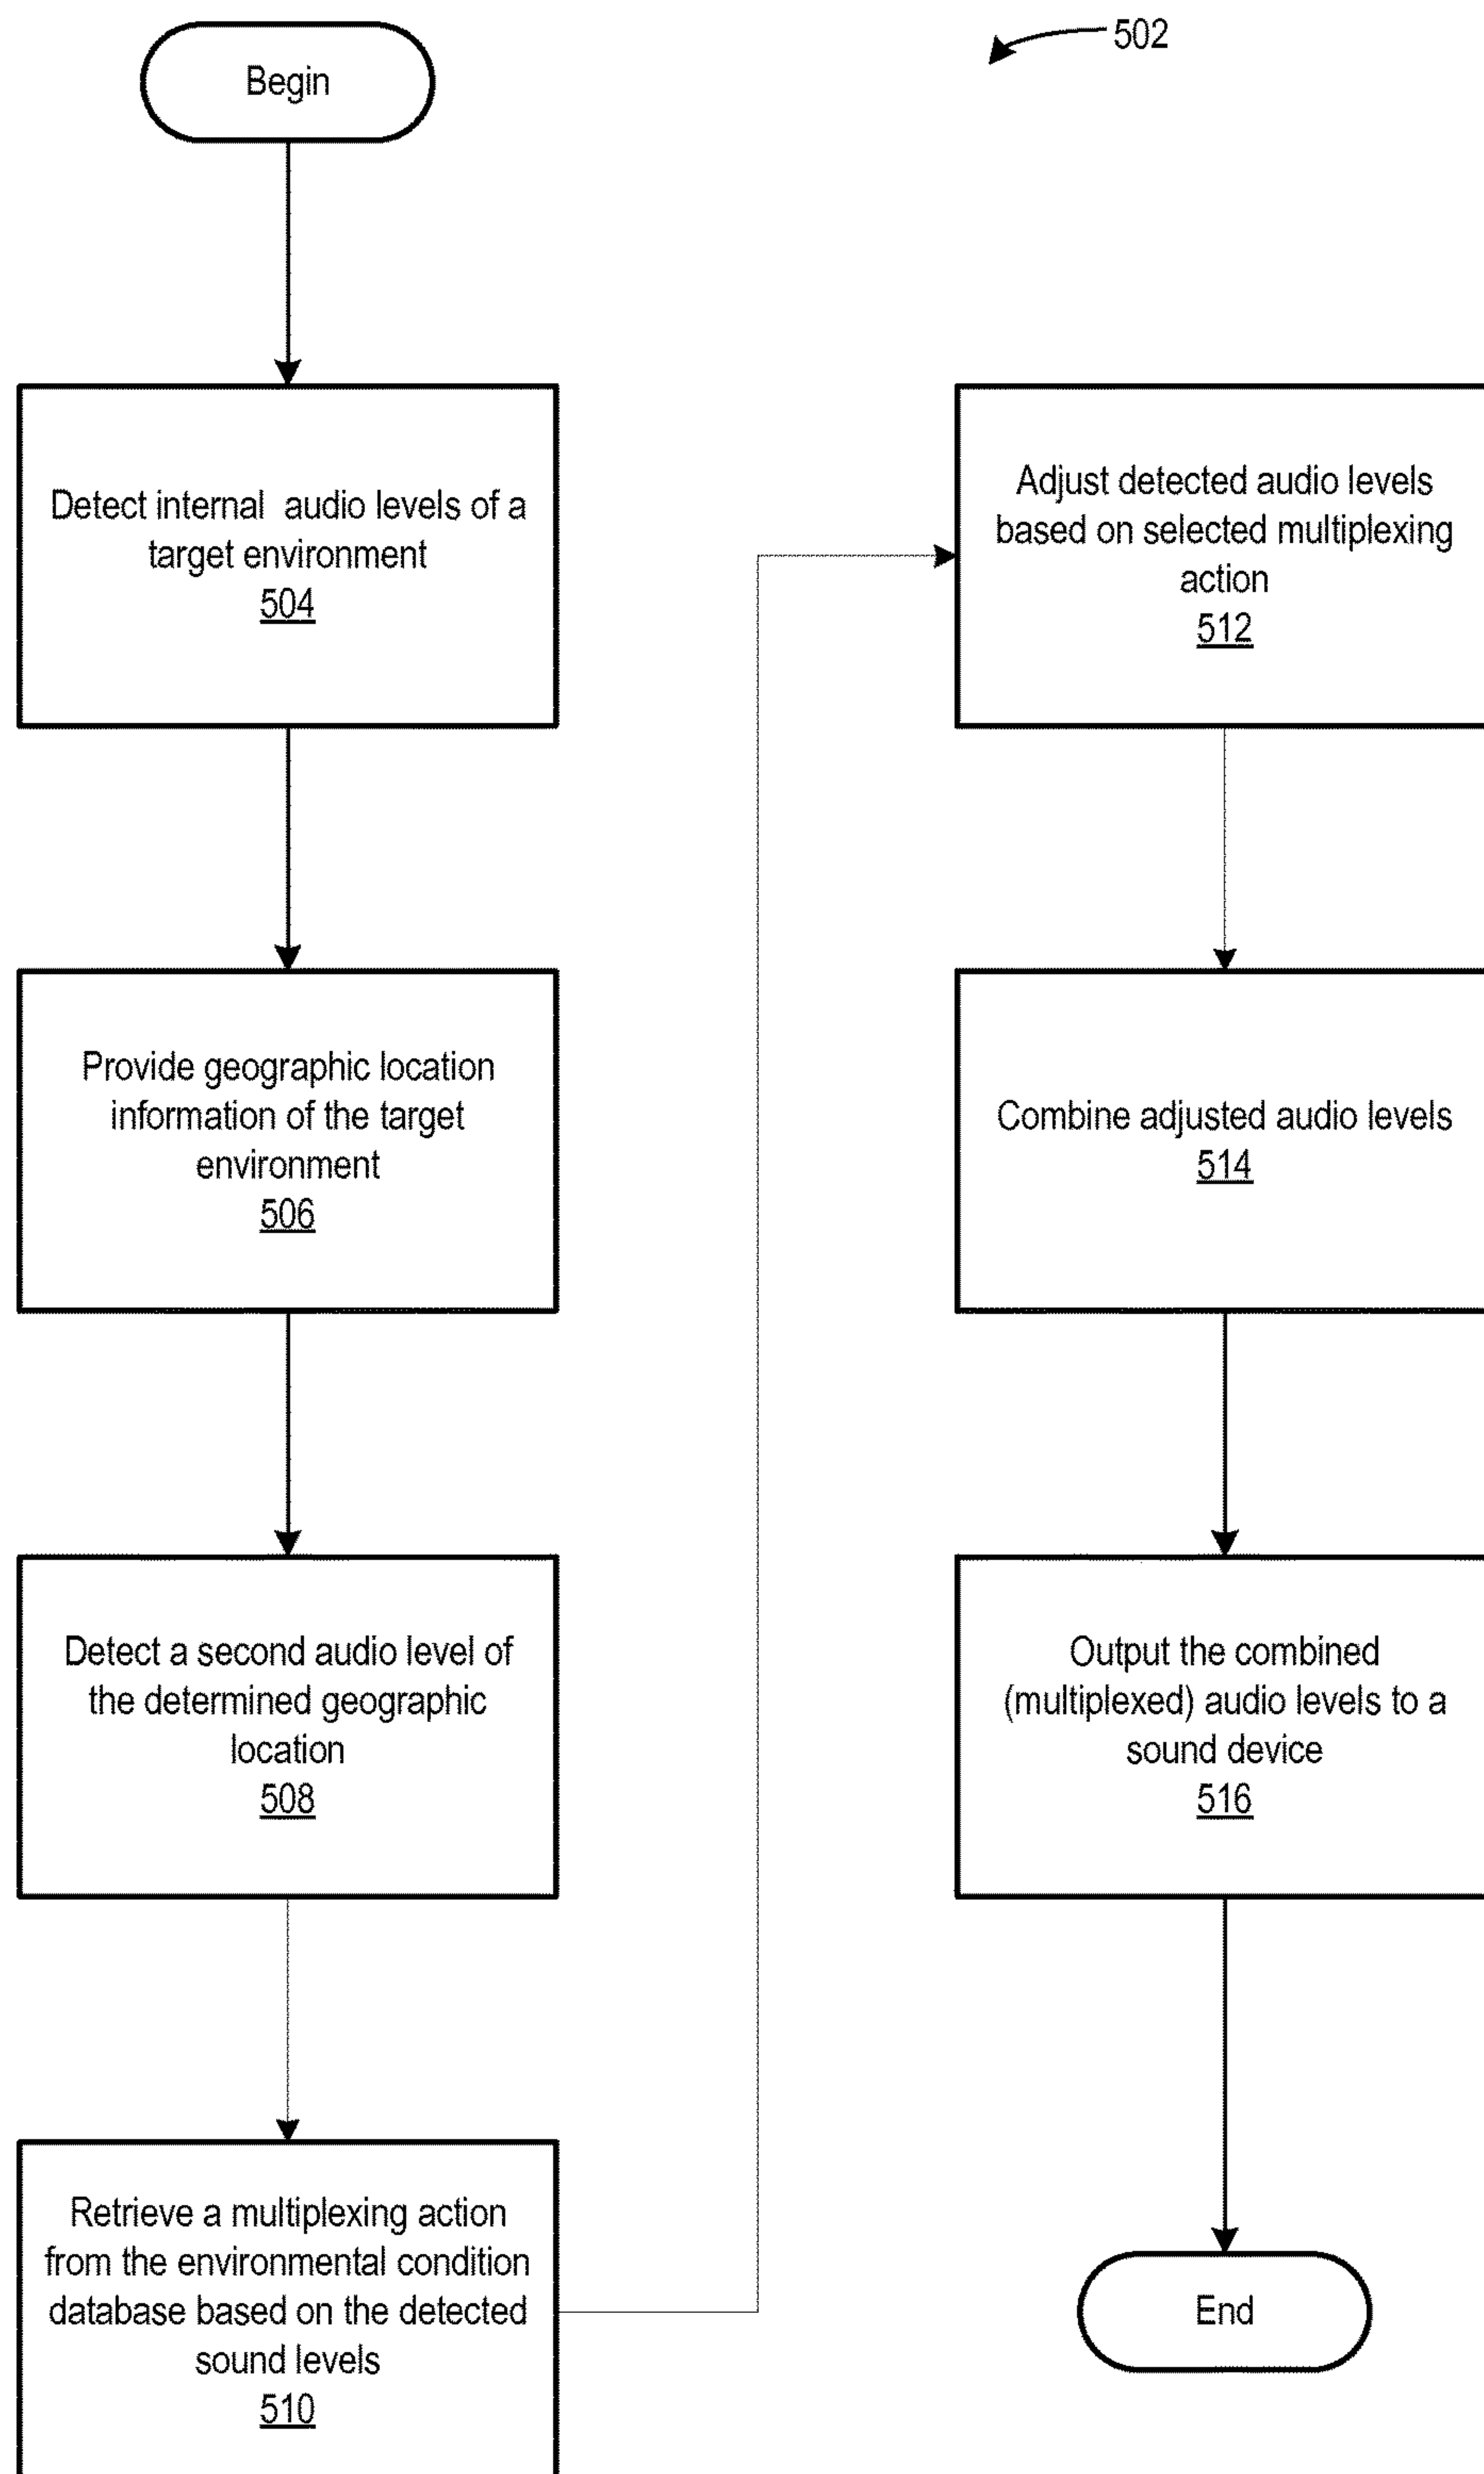 502
Begin
Detect internal audio levels of a
target environment
504
Provide geographic location
information of the target
environment
506
Detect a second audio level of
the determined geographic
location
508
Retrieve a multiplexing action
from the environmental condition
database based on the detected
sound levels
510
Adjust detected audio levels
based on selected multiplexing
action
512
Combine adjusted audio levels
514
Output the combined
(multiplexed) audio levels to a
sound device
516
End